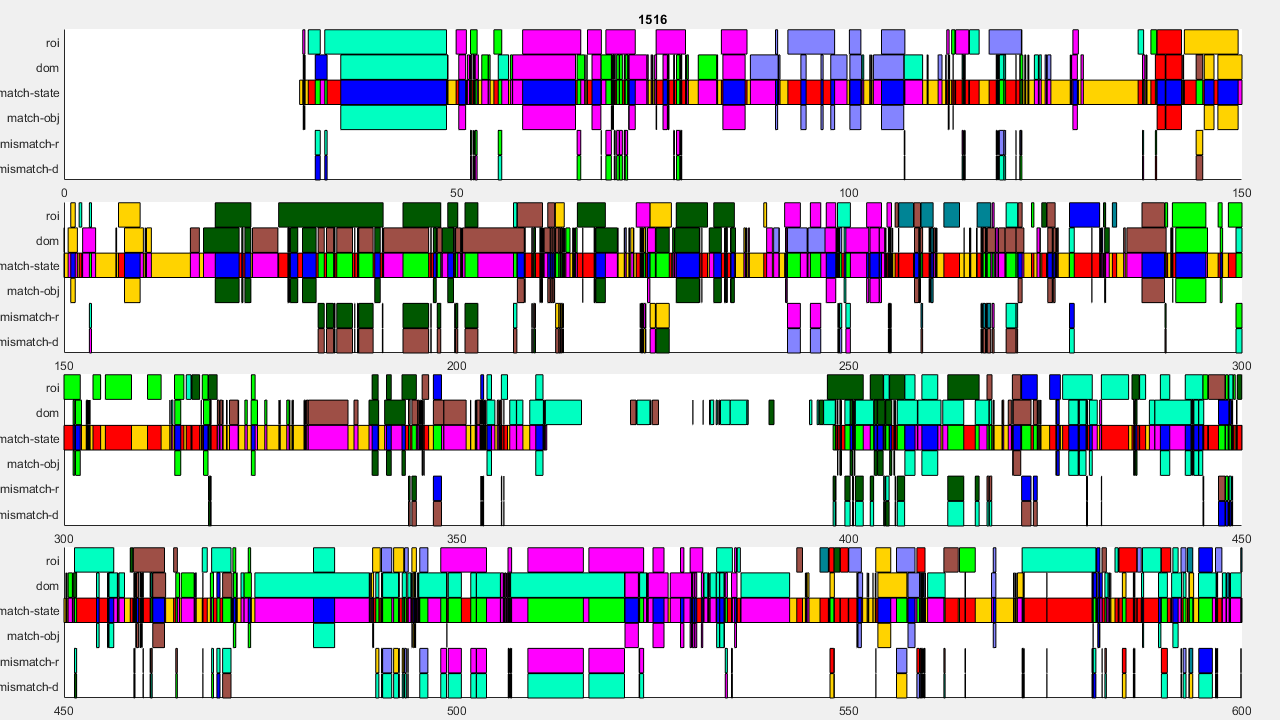 1516
roi
dom
match-state
match-obj
mismatch-r
mismatch-d
0 50 100 150
roi
dom
match-state
match-obj
mismatch-r
mismatch-d
150 200 250 300
roi
dom
match-state
match-obj
mismatch-r
mismatch-d
300 350 400 450
roi
dom
match-state
match-obj
mismatch-r
mismatch-d
450 500 550 600